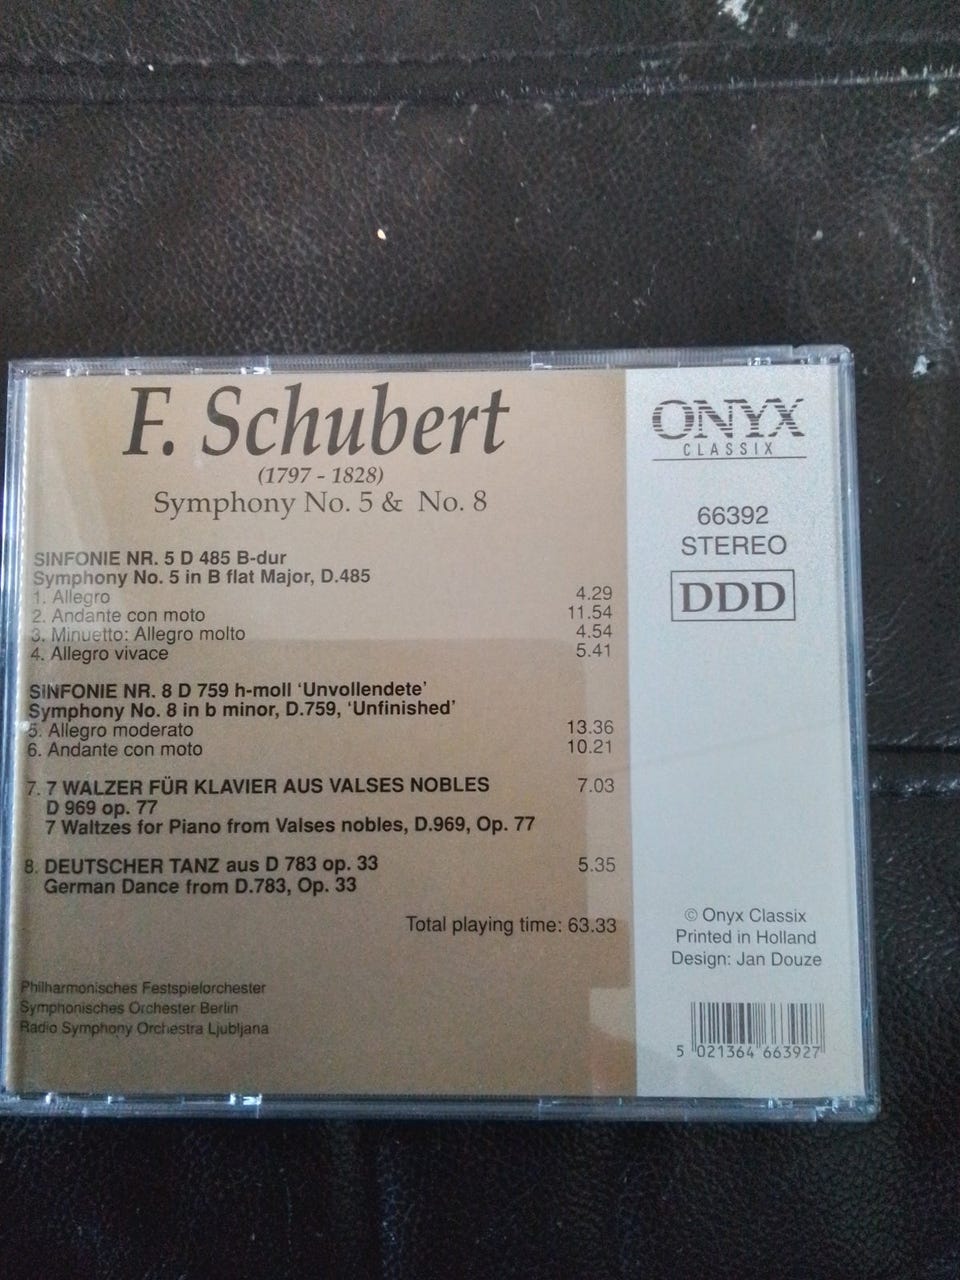 F. Schubert
(1797 - 1828)
Symphony No. 5 & No. 8
SINFONIE NR. 5 D 485 B-dur
Symphony No. 5 in B flat Major, D.485
1. Allegro 4.29
2. Andante con moto 11.54
3. Minuetto: Allegro molto 4.54
4. Allegro vivace 5.41
SINFONIE NR. 8 D 759 h-moll ‘Unvollendete’
Symphony No. 8 in b minor, D.759, ‘Unfinished’
5. Allegro moderato 13.36
6. Andante con moto 10.21
7. 7 WALZER FÜR KLAVIER AUS VALSES NOBLES 7.03
D 969 op. 77
7 Waltzes for Piano from Valses nobles, D.969, Op. 77
8. DEUTSCHER TANZ aus D 783 op. 33 5.35
German Dance from D.783, Op. 33
Total playing time: 63.33
Philharmonisches Festspielorchester
Symphonisches Orchester Berlin
Radio Symphony Orchestra Ljubljana
ONYX
CLASSIX
66392
STEREO
DDD
© Onyx Classix
Printed in Holland
Design: Jan Douze
5 021364 663927